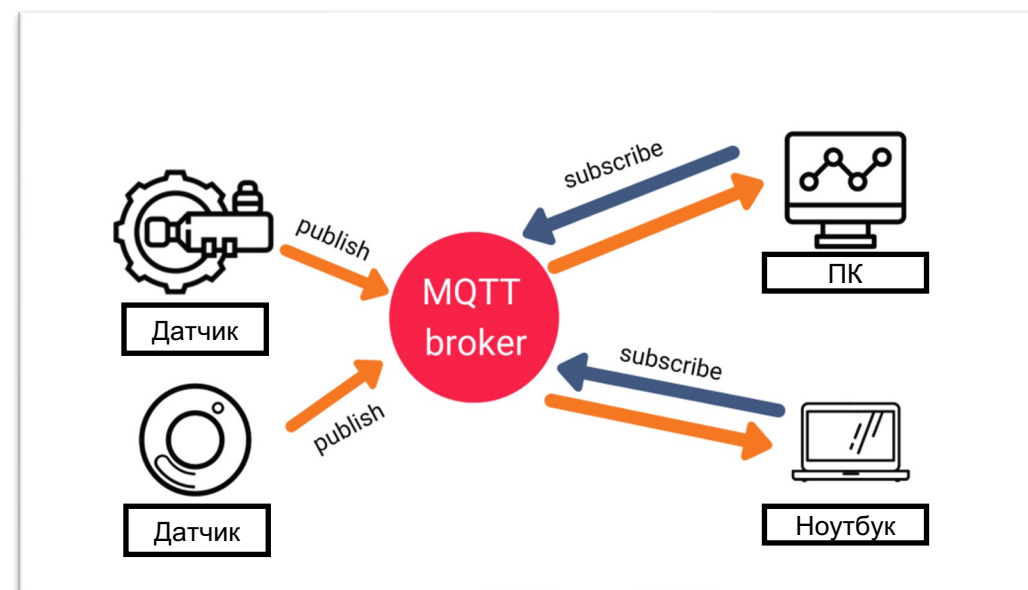 subscribe
publish
MQTT
broker
ПК
Датчик
subscribe
publish
Датчик
Ноутбук